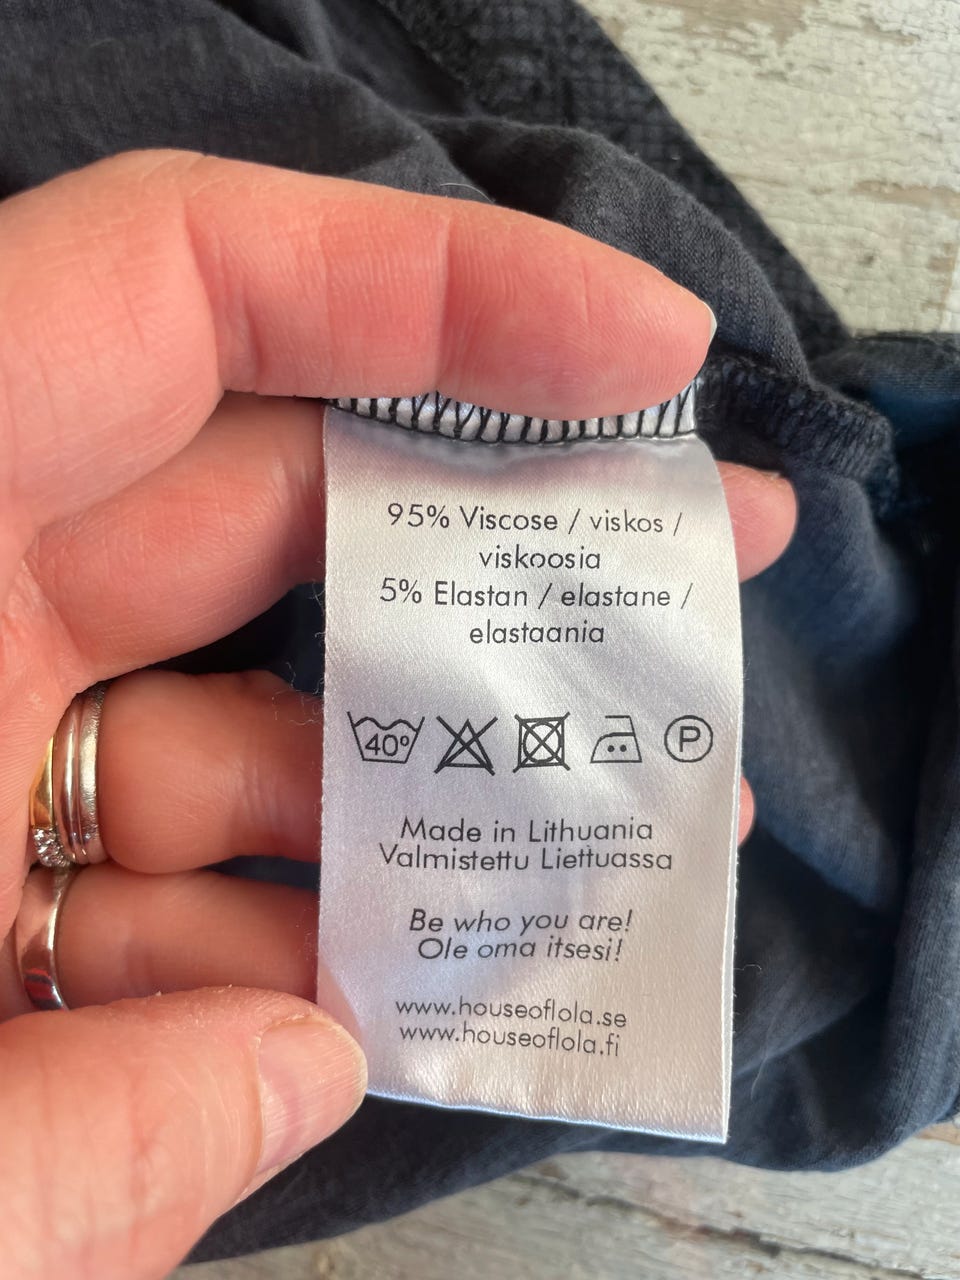 95% Viscose / viskos /
viskoosia
5% Elastan / elastane /
elastaania
40° P
Made in Lithuania
Valmistettu Liettuassa
Be who you are!
Ole oma itsesi!
www.houseoflola.se
www.houseoflola.fi